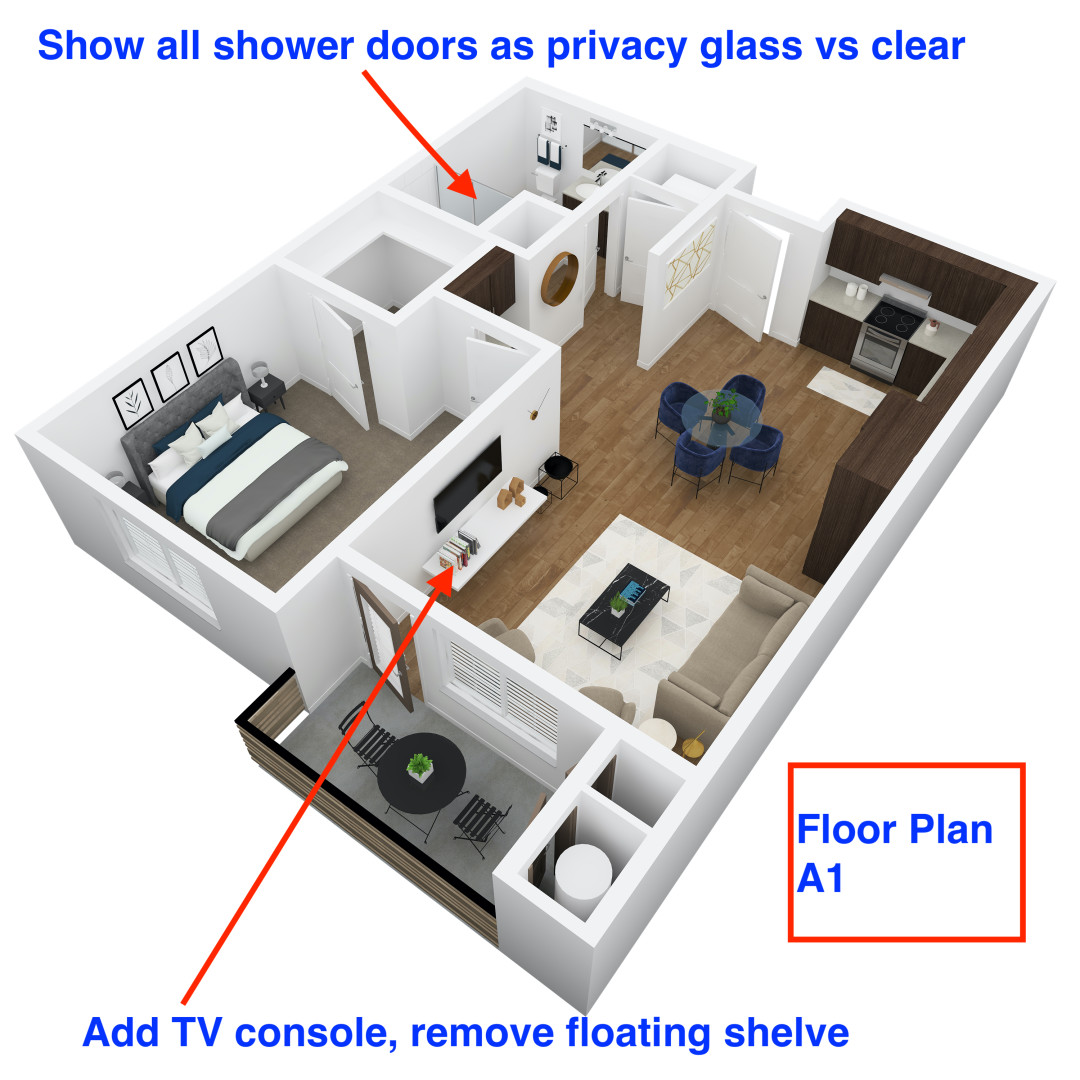 Show all shower doors as privacy glass vs clear
Floor Plan
A1
Add TV console, remove floating shelve